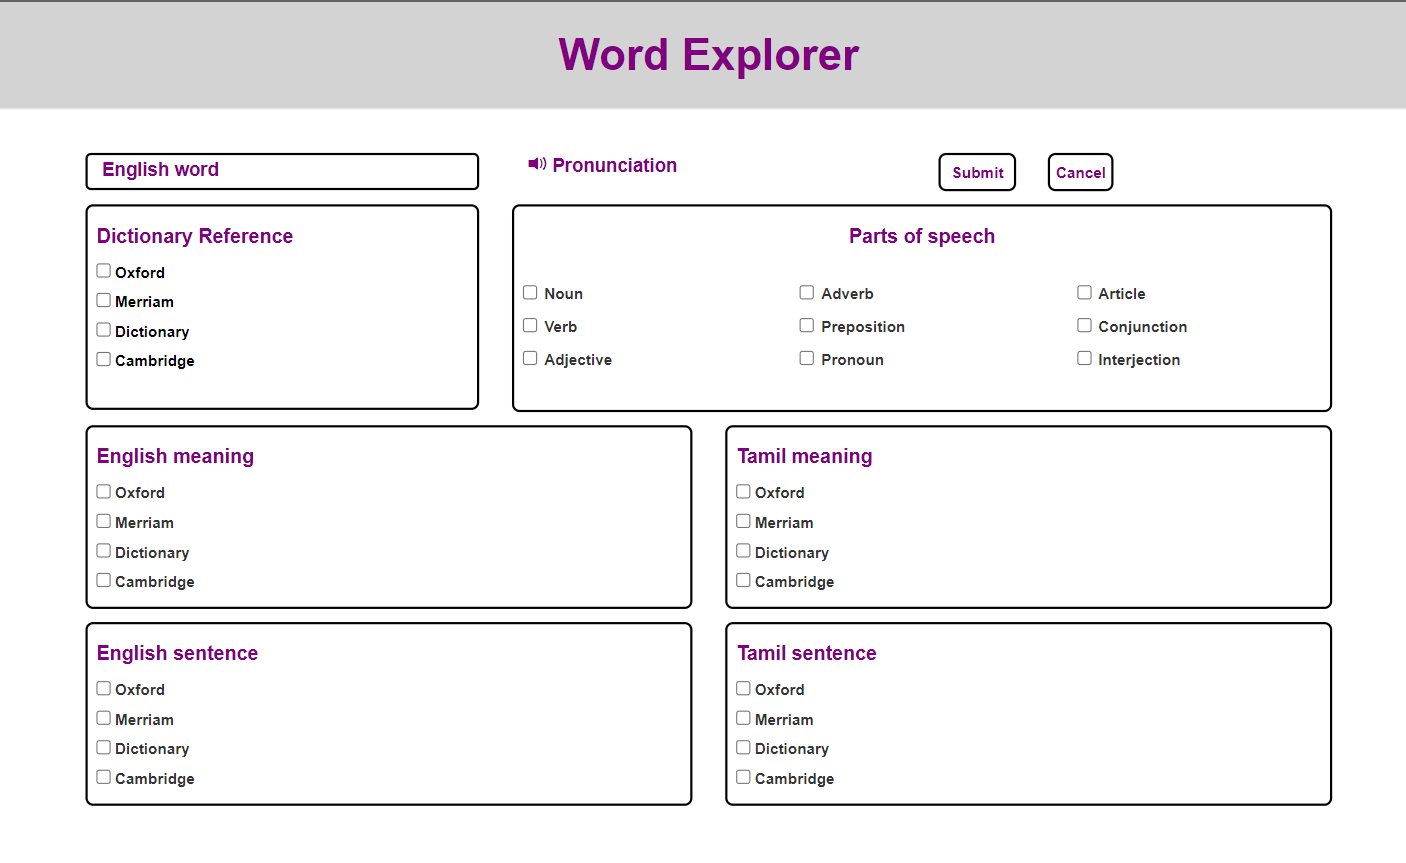 Word Explorer
English word
Pronunciation
Submit
Cancel
Dictionary Reference
Oxford
Merriam
Dictionary
Cambridge
Parts of speech
Noun
Adverb
Article
Verb
Preposition
Conjunction
Adjective
Pronoun
Interjection
English meaning
Oxford
Merriam
Dictionary
Cambridge
Tamil meaning
Oxford
Merriam
Dictionary
Cambridge
English sentence
Oxford
Merriam
Dictionary
Cambridge
Tamil sentence
Oxford
Merriam
Dictionary
Cambridge